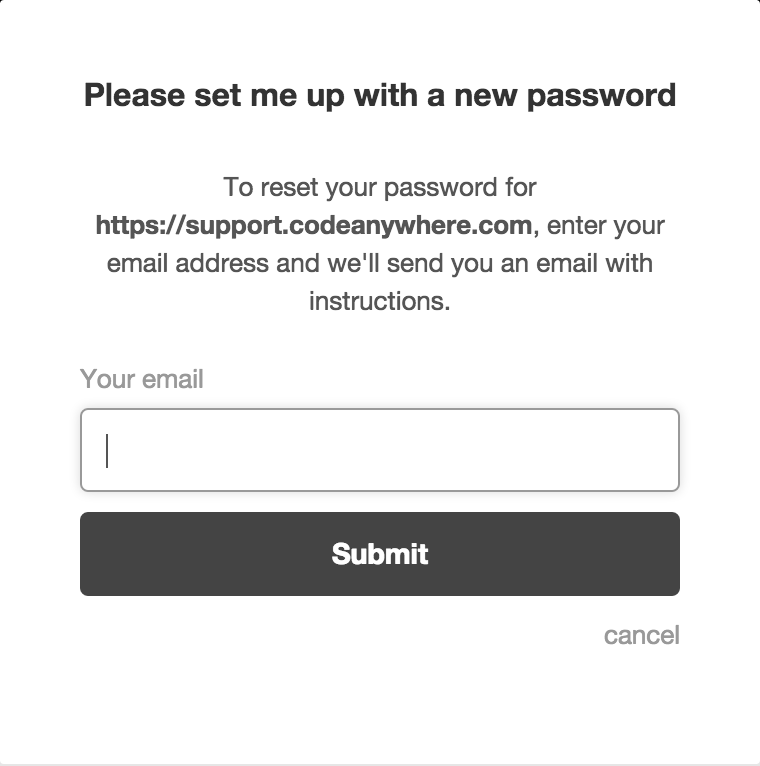 Please set me up with a new password
To reset your password for
https://support.codeanywhere.com, enter your
email address and we'll send you an email with
instructions.
Your email
Submit
cancel